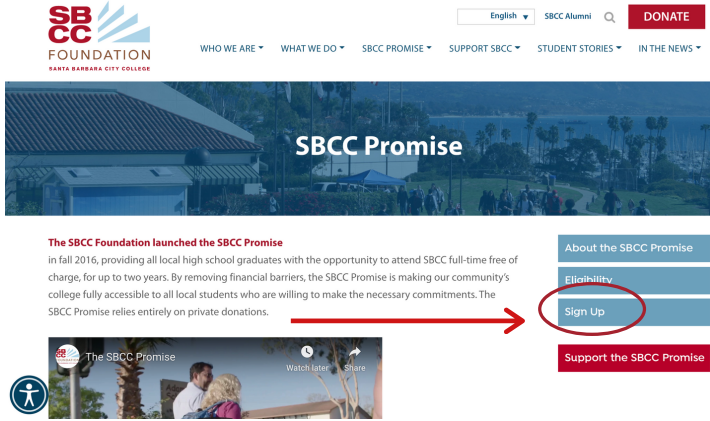 SB
CC
FOUNDATION
SANTA BARBARA CITY COLLEGE
English ▼ SBCC Alumni DONATE
WHO WE ARE WHAT WE DO SBCC PROMISE SUPPORT SBCC STUDENT STORIES IN THE NEWS
SBCC Promise
The SBCC Foundation launched the SBCC Promise
in fall 2016, providing all local high school graduates with the opportunity to attend SBCC full-time free of
charge, for up to two years. By removing financial barriers, the SBCC Promise is making our community's
college fully accessible to all local students who are willing to make the necessary commitments. The
SBCC Promise relies entirely on private donations.
About the SBCC Promise
Eligibility
Sign Up
Support the SBCC Promise
SB
CC
FOUNDATION
The SBCC Promise
Watch later Share